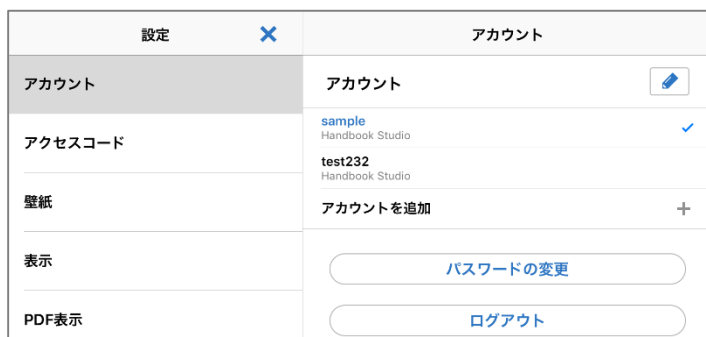 設定
アカウント
アクセスコード
壁紙
表示
PDF表示
アカウント
アカウント
sample
Handbook Studio
test232
Handbook Studio
アカウントを追加
パスワードの変更
ログアウト